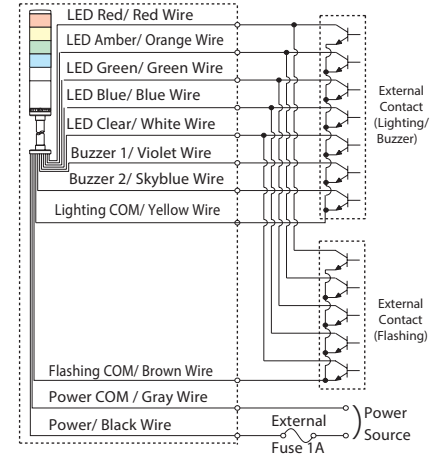 LED Red/ Red Wire
LED Amber/ Orange Wire
LED Green/ Green Wire
LED Blue/ Blue Wire
LED Clear/ White Wire
Buzzer 1/ Violet Wire
Buzzer 2/ Skyblue Wire
Lighting COM/ Yellow Wire
External
Contact
(Lighting/
Buzzer)
External
Contact
(Flashing)
Flashing COM/ Brown Wire
Power COM / Gray Wire
Power/ Black Wire
External
Fuse 1A
Power
Source